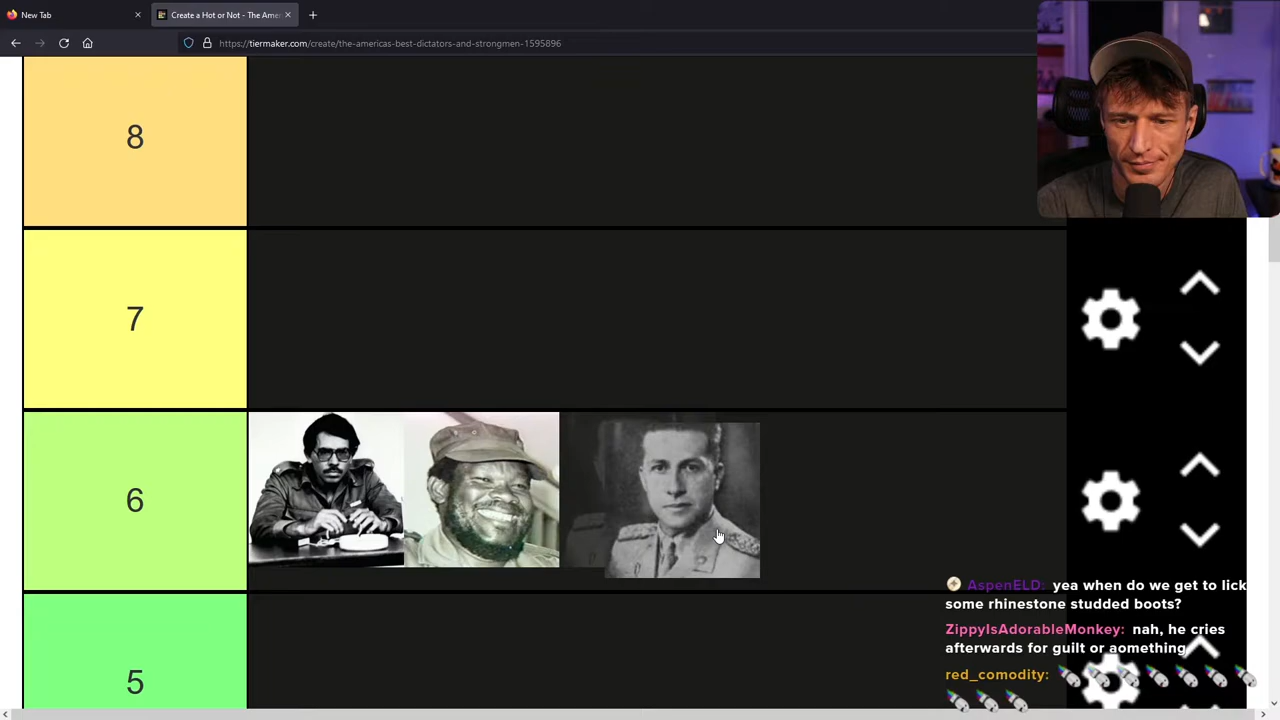 New Tab
Create a Hot or Not - The Ame
https://tiermaker.com/create/the-americas-best-dictators-and-strongmen-1595896
8
7
6
5
AspenELD: yea when do we get to lick
some rhinestone studded boots?
ZippyIsAdorableMonkey: nah, he cries
afterwards for guilt or aomething
red_comodity: